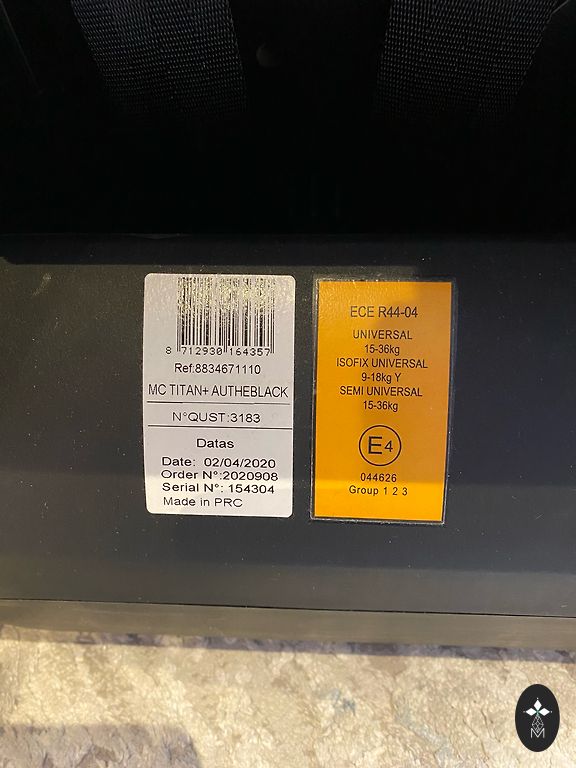 8 712930 164357
Ref:8834671110
MC TITAN+ AUTHEBLACK
N°QUST:3183
Datas
Date: 02/04/2020
Order N°:2020908
Serial N°: 154304
Made in PRC
ECE R44-04
UNIVERSAL
15-36kg
ISOFIX UNIVERSAL
9-18kg Y
SEMI UNIVERSAL
15-36kg
E4
044626
Group 1 2 3
M